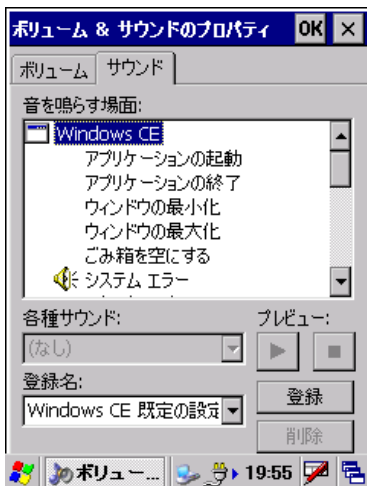 ボリューム & サウンドのプロパティ OK ×
ボリューム サウンド
音を鳴らす場面:
Windows CE
アプリケーションの起動
アプリケーションの終了
ウィンドウの最小化
ウィンドウの最大化
ごみ箱を空にする
システム エラー
各種サウンド: プレビュー:
(なし)
登録名:
登録
Windows CE 既定の設定
削除
ボリュー... 19:55